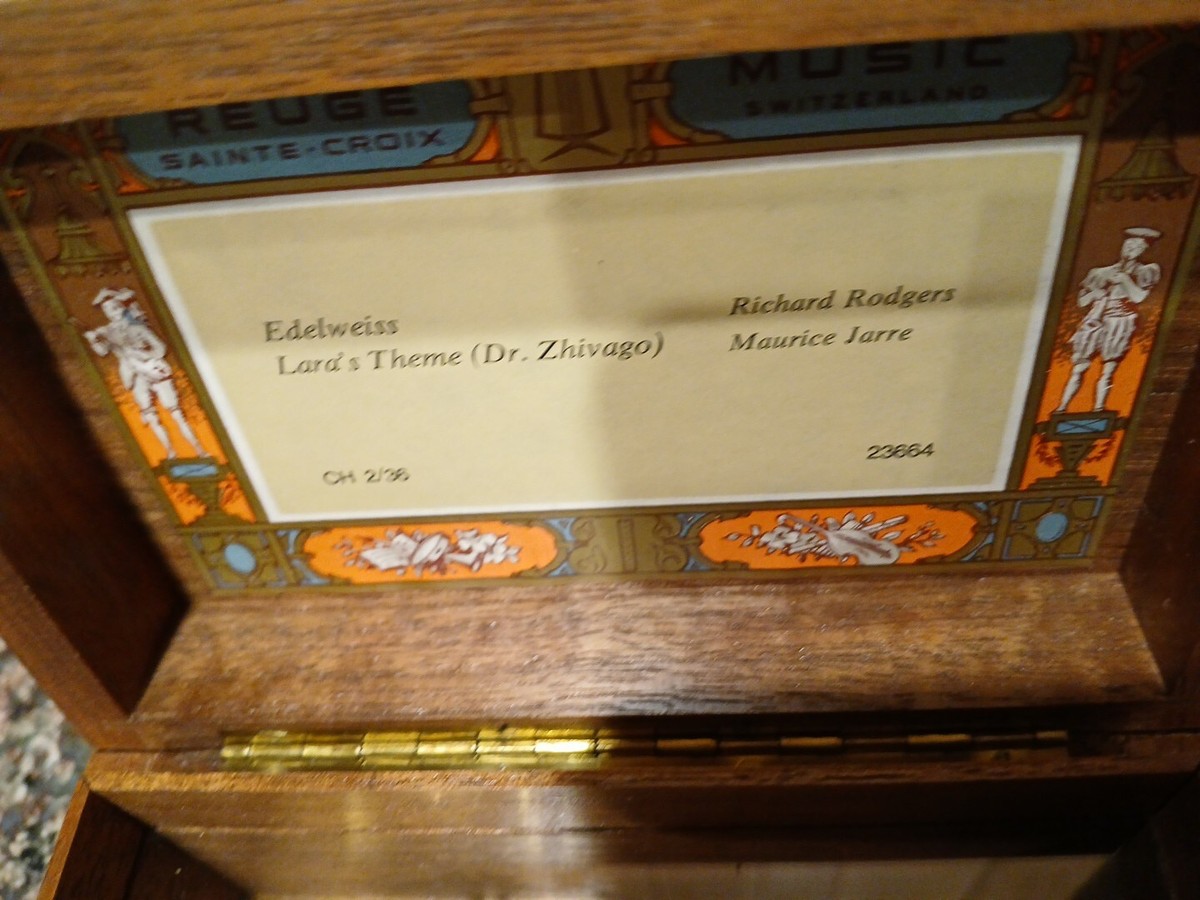 REUGE
SAINTE-CROIX
MUSIC
SWITZERLAND
Edelweiss Richard Rodgers
Lara's Theme (Dr. Zhivago) Maurice Jarre
CH 2/36 23664